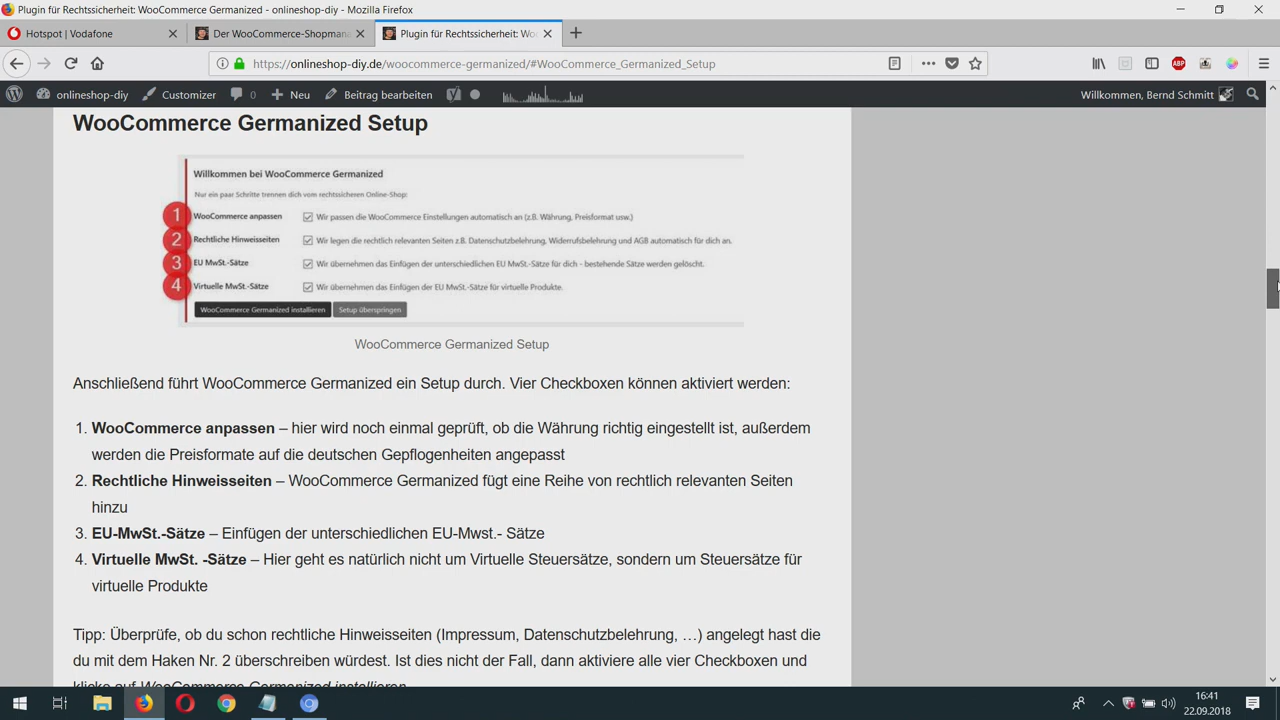 Plugin für Rechtssicherheit: WooCommerce Germanized - onlineshop-diy - Mozilla Firefox
Hotspot | Vodafone
Der WooCommerce-Shopmana
Plugin für Rechtssicherheit: Woo
https://onlineshop-diy.de/woocommerce-germanized/#WooCommerce_Germanized_Setup
ABP
onlineshop-diy
Customizer
0
Neu
Beitrag bearbeiten
Willkommen, Bernd Schmitt
WooCommerce Germanized Setup
Willkommen bei WooCommerce Germanized
Nur ein paar Schritte trennen dich vom rechtssicheren Online-Shop:
1 WooCommerce anpassen Wir passen die WooCommerce Einstellungen automatisch an (z.B. Währung, Preisformat usw.)
2 Rechtliche Hinweisseiten Wir legen die rechtlich relevanten Seiten z.B. Datenschutzbelehrung, Widerrufsbelehrung und AGB automatisch für dich an.
3 EU MwSt.-Sätze Wir übernehmen das Einfügen der unterschiedlichen EU MwSt.-Sätze für dich - bestehende Sätze werden gelöscht.
4 Virtuelle MwSt.-Sätze Wir übernehmen das Einfügen der EU MwSt.-Sätze für virtuelle Produkte.
WooCommerce Germanized installieren Setup überspringen
WooCommerce Germanized Setup
Anschließend führt WooCommerce Germanized ein Setup durch. Vier Checkboxen können aktiviert werden:
1. WooCommerce anpassen – hier wird noch einmal geprüft, ob die Währung richtig eingestellt ist, außerdem
werden die Preisformate auf die deutschen Gepflogenheiten angepasst
2. Rechtliche Hinweisseiten – WooCommerce Germanized fügt eine Reihe von rechtlich relevanten Seiten
hinzu
3. EU-MwSt.-Sätze – Einfügen der unterschiedlichen EU-Mwst.- Sätze
4. Virtuelle MwSt. -Sätze – Hier geht es natürlich nicht um Virtuelle Steuersätze, sondern um Steuersätze für
virtuelle Produkte
Tipp: Überprüfe, ob du schon rechtliche Hinweisseiten (Impressum, Datenschutzbelehrung, …) angelegt hast die
du mit dem Haken Nr. 2 überschreiben würdest. Ist dies nicht der Fall, dann aktiviere alle vier Checkboxen und
klicke auf WooCommerce Germanized installieren
16:41
22.09.2018